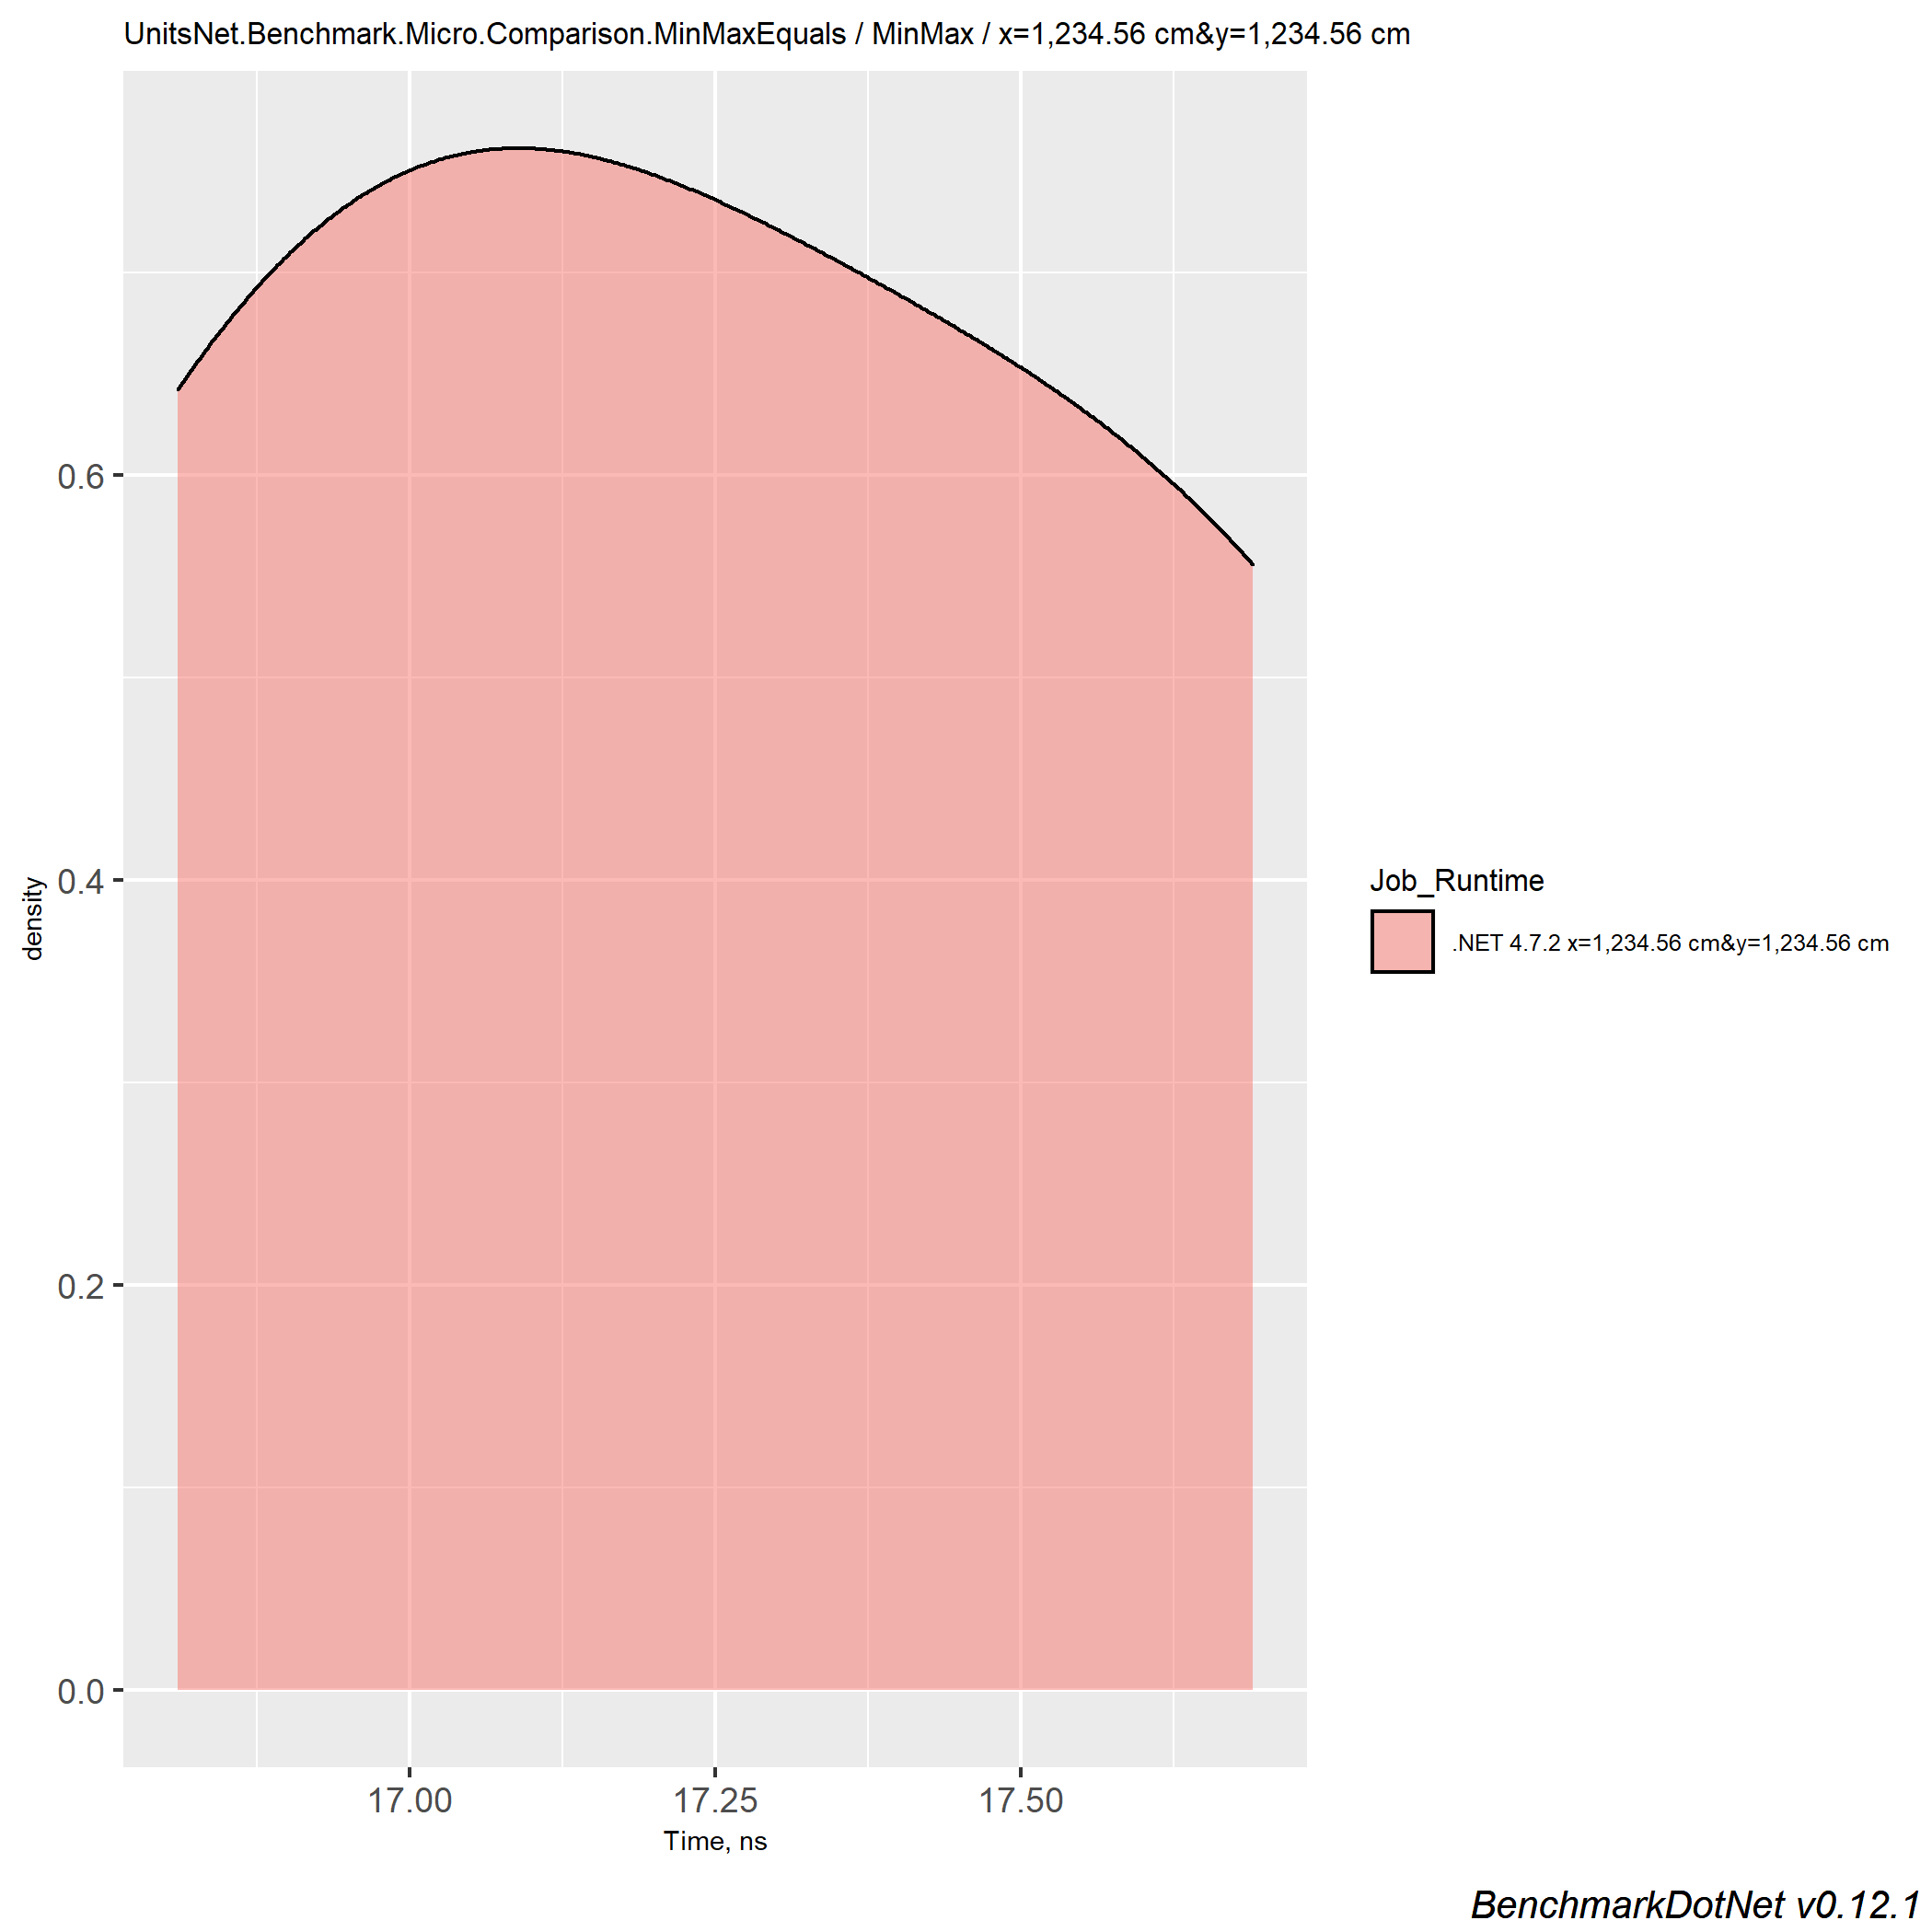 UnitsNet.Benchmark.Micro.Comparison.MinMaxEquals / MinMax / x=1,234.56 cm&y=1,234.56 cm
0.6
0.4
0.2
0.0
density
17.00 17.25 17.50
Time, ns
Job_Runtime
.NET 4.7.2 x=1,234.56 cm&y=1,234.56 cm
BenchmarkDotNet v0.12.1